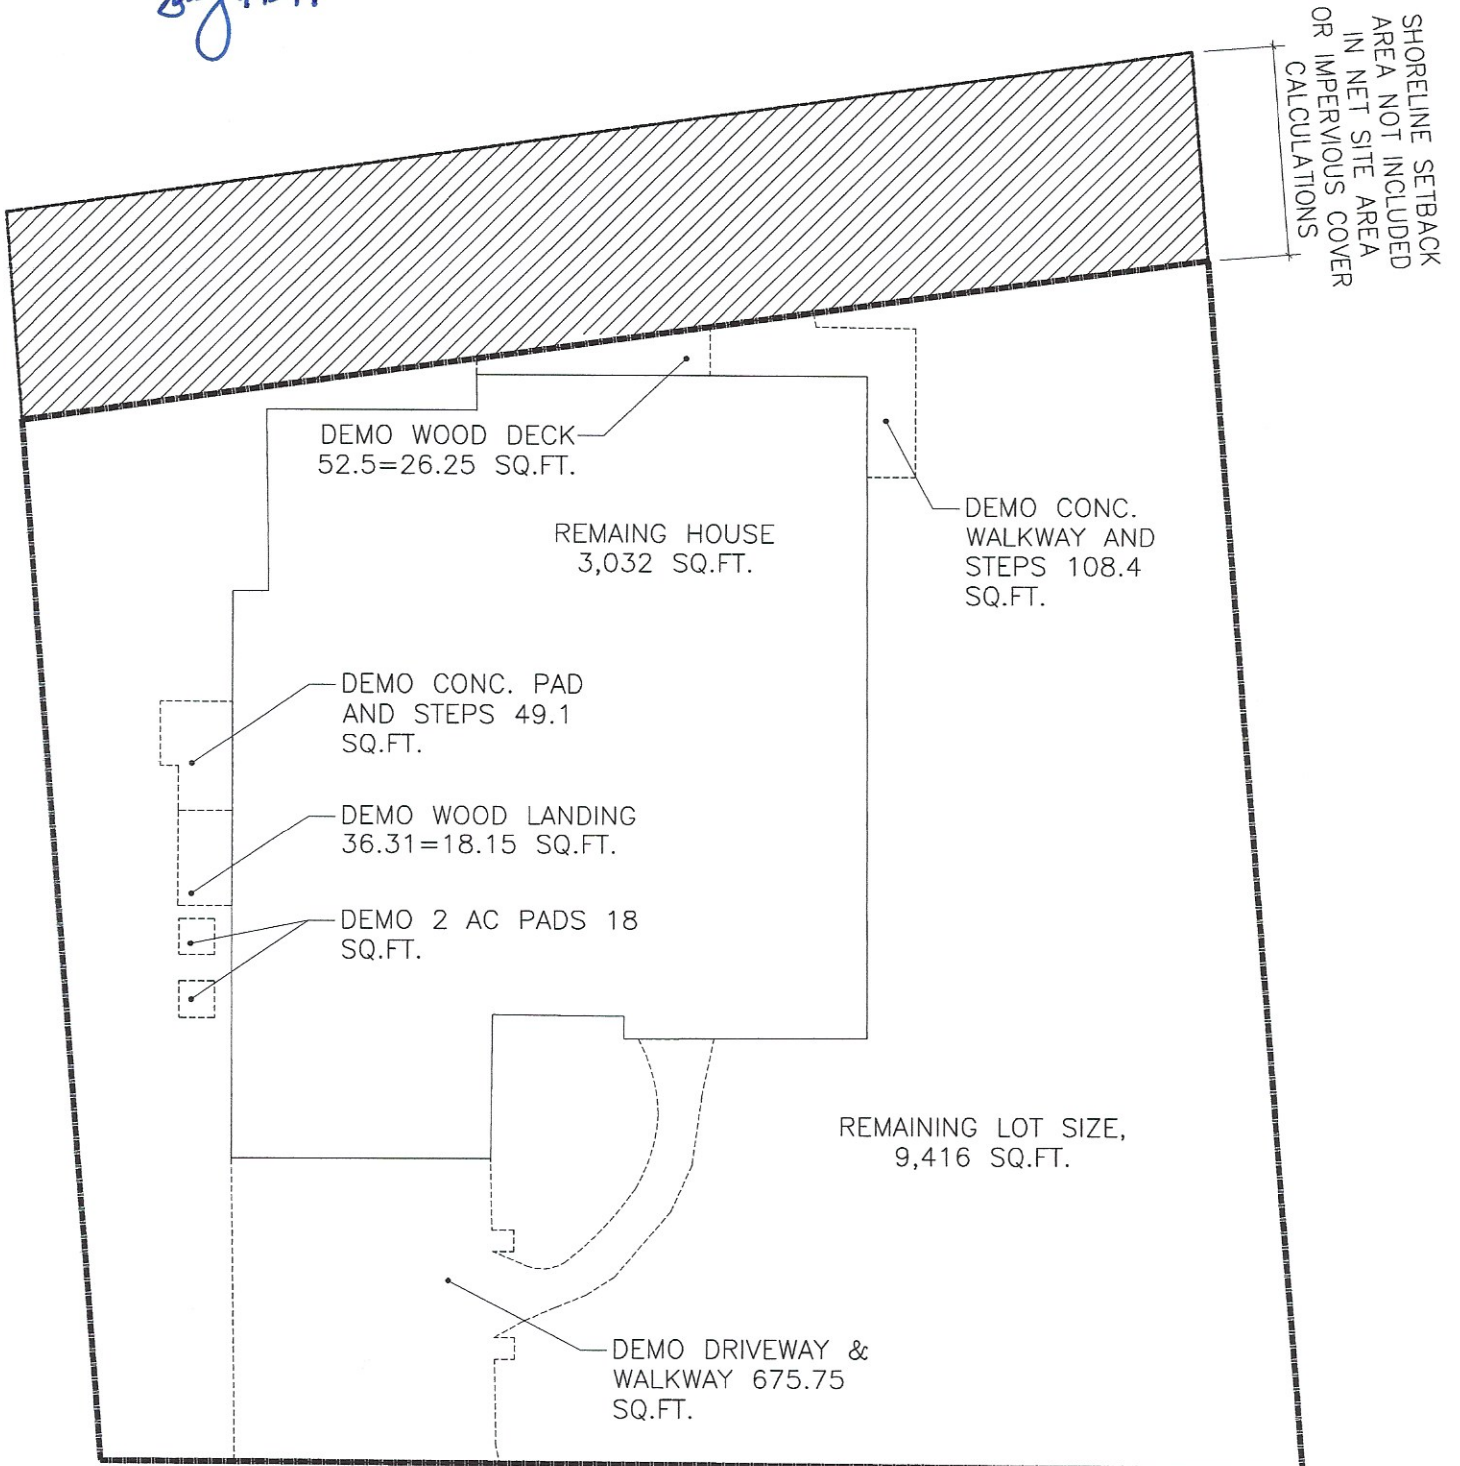 SHORELINE SETBACK
AREA NOT INCLUDED
IN NET SITE AREA
OR IMPERVIOUS COVER
CALCULATIONS
DEMO WOOD DECK
52.5=26.25 SQ.FT.
REMAING HOUSE
3,032 SQ.FT.
DEMO CONC.
WALKWAY AND
STEPS 108.4
SQ.FT.
DEMO CONC. PAD
AND STEPS 49.1
SQ.FT.
DEMO WOOD LANDING
36.31=18.15 SQ.FT.
DEMO 2 AC PADS 18
SQ.FT.
REMAINING LOT SIZE,
9,416 SQ.FT.
DEMO DRIVEWAY &
WALKWAY 675.75
SQ.FT.